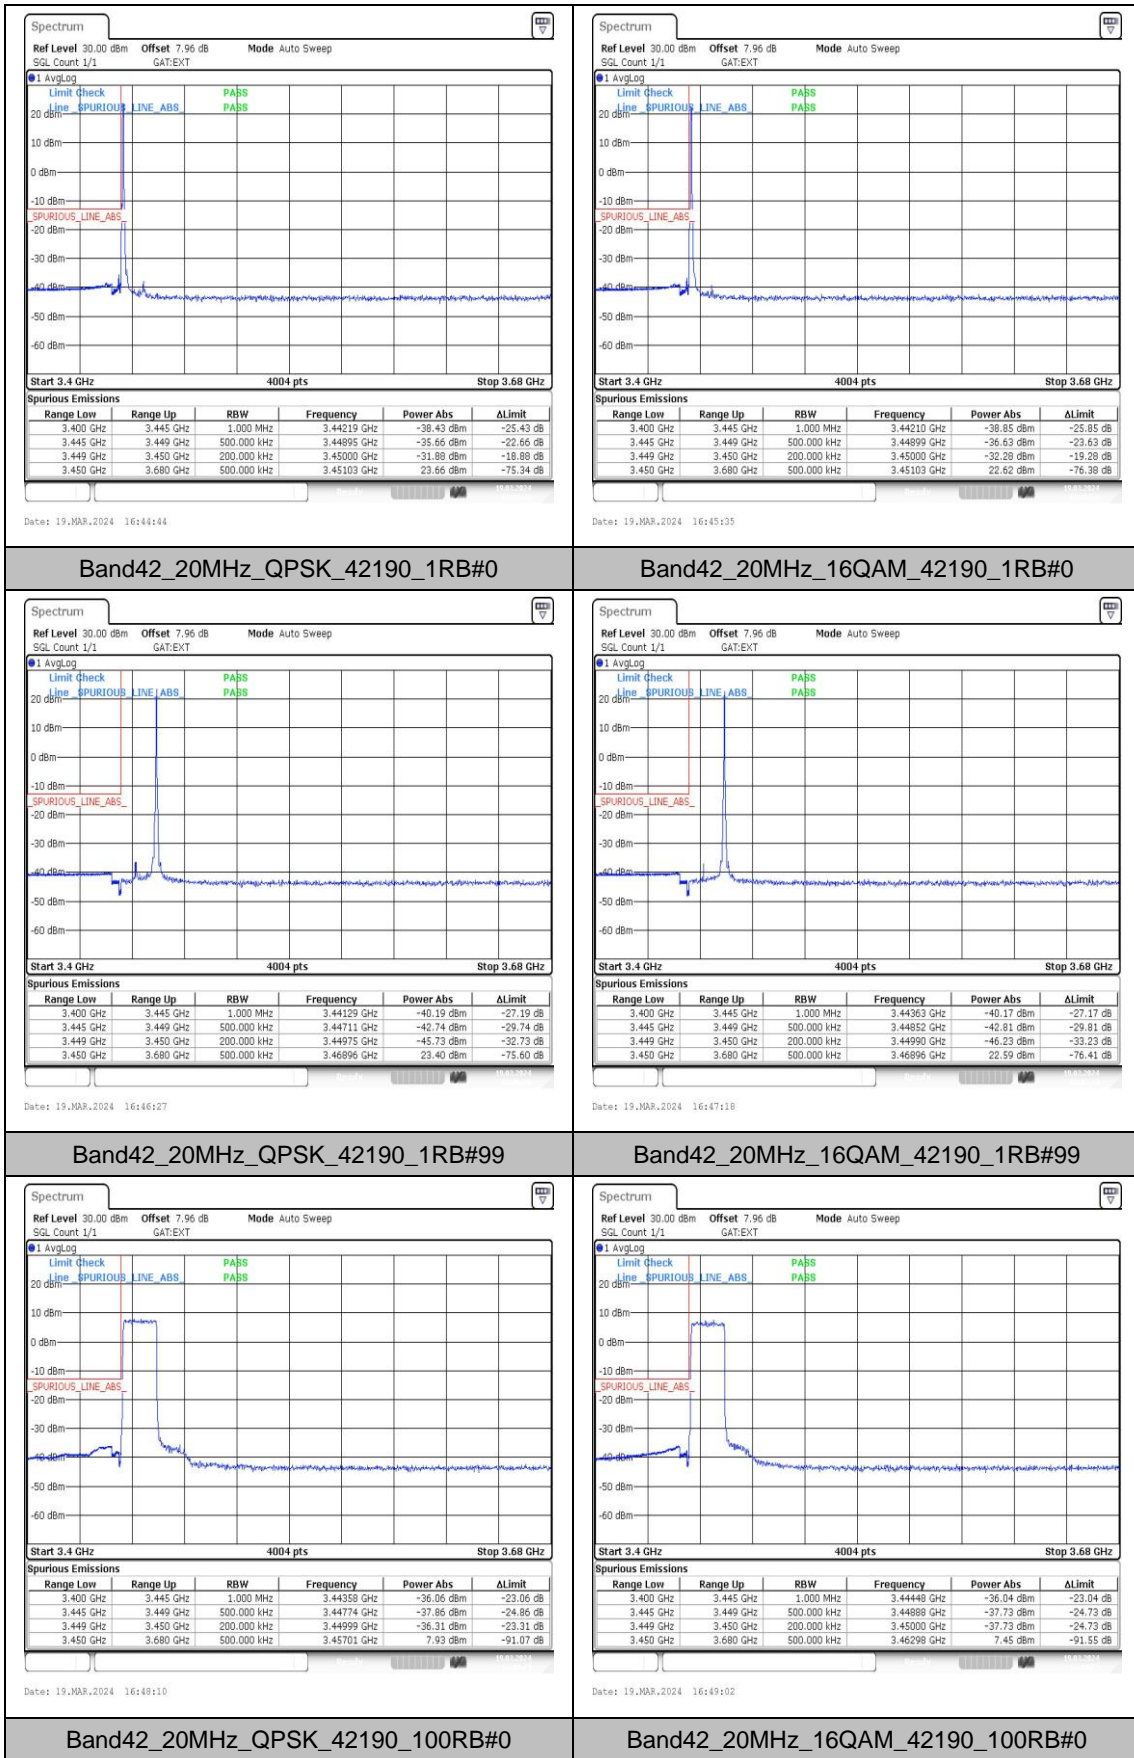 Spectrum
Ref Level 30.00 dBm Offset 7.96 dB Mode Auto Sweep
SGL Count 1/1 GAT:EXT
1 AvgLog
Limit Check PASS
Line _SPURIOUS_LINE_ABS_ PASS
20 dBm
10 dBm
0 dBm
-10 dBm
_SPURIOUS_LINE_ABS_
-20 dBm
-30 dBm
-40 dBm
-50 dBm
-60 dBm
Start 3.4 GHz 4004 pts Stop 3.68 GHz
Spurious Emissions
Range Low Range Up RBW Frequency Power Abs ΔLimit
3.400 GHz 3.445 GHz 1.000 MHz 3.44219 GHz -38.43 dBm -25.43 dB
3.445 GHz 3.449 GHz 500.000 kHz 3.44895 GHz -35.66 dBm -22.66 dB
3.449 GHz 3.450 GHz 200.000 kHz 3.45000 GHz -31.88 dBm -18.88 dB
3.450 GHz 3.680 GHz 500.000 kHz 3.45103 GHz 23.66 dBm -75.34 dB
Date: 19.MAR.2024 16:44:44
Band42_20MHz_QPSK_42190_1RB#0
Spectrum
Ref Level 30.00 dBm Offset 7.96 dB Mode Auto Sweep
SGL Count 1/1 GAT:EXT
1 AvgLog
Limit Check PASS
Line _SPURIOUS_LINE_ABS_ PASS
20 dBm
10 dBm
0 dBm
-10 dBm
_SPURIOUS_LINE_ABS_
-20 dBm
-30 dBm
-40 dBm
-50 dBm
-60 dBm
Start 3.4 GHz 4004 pts Stop 3.68 GHz
Spurious Emissions
Range Low Range Up RBW Frequency Power Abs ΔLimit
3.400 GHz 3.445 GHz 1.000 MHz 3.44210 GHz -38.85 dBm -25.85 dB
3.445 GHz 3.449 GHz 500.000 kHz 3.44899 GHz -36.63 dBm -23.63 dB
3.449 GHz 3.450 GHz 200.000 kHz 3.45000 GHz -32.28 dBm -19.28 dB
3.450 GHz 3.680 GHz 500.000 kHz 3.45103 GHz 22.62 dBm -76.38 dB
Date: 19.MAR.2024 16:45:35
Band42_20MHz_16QAM_42190_1RB#0
Spectrum
Ref Level 30.00 dBm Offset 7.96 dB Mode Auto Sweep
SGL Count 1/1 GAT:EXT
1 AvgLog
Limit Check PASS
Line _SPURIOUS_LINE_ABS_ PASS
20 dBm
10 dBm
0 dBm
-10 dBm
_SPURIOUS_LINE_ABS_
-20 dBm
-30 dBm
-40 dBm
-50 dBm
-60 dBm
Start 3.4 GHz 4004 pts Stop 3.68 GHz
Spurious Emissions
Range Low Range Up RBW Frequency Power Abs ΔLimit
3.400 GHz 3.445 GHz 1.000 MHz 3.44129 GHz -40.19 dBm -27.19 dB
3.445 GHz 3.449 GHz 500.000 kHz 3.44711 GHz -42.74 dBm -29.74 dB
3.449 GHz 3.450 GHz 200.000 kHz 3.44975 GHz -45.73 dBm -32.73 dB
3.450 GHz 3.680 GHz 500.000 kHz 3.46896 GHz 23.40 dBm -75.60 dB
Date: 19.MAR.2024 16:46:27
Band42_20MHz_QPSK_42190_1RB#99
Spectrum
Ref Level 30.00 dBm Offset 7.96 dB Mode Auto Sweep
SGL Count 1/1 GAT:EXT
1 AvgLog
Limit Check PASS
Line _SPURIOUS_LINE_ABS_ PASS
20 dBm
10 dBm
0 dBm
-10 dBm
_SPURIOUS_LINE_ABS_
-20 dBm
-30 dBm
-40 dBm
-50 dBm
-60 dBm
Start 3.4 GHz 4004 pts Stop 3.68 GHz
Spurious Emissions
Range Low Range Up RBW Frequency Power Abs ΔLimit
3.400 GHz 3.445 GHz 1.000 MHz 3.44363 GHz -40.17 dBm -27.17 dB
3.445 GHz 3.449 GHz 500.000 kHz 3.44852 GHz -42.81 dBm -29.81 dB
3.449 GHz 3.450 GHz 200.000 kHz 3.44990 GHz -46.23 dBm -33.23 dB
3.450 GHz 3.680 GHz 500.000 kHz 3.46896 GHz 22.59 dBm -76.41 dB
Date: 19.MAR.2024 16:47:18
Band42_20MHz_16QAM_42190_1RB#99
Spectrum
Ref Level 30.00 dBm Offset 7.96 dB Mode Auto Sweep
SGL Count 1/1 GAT:EXT
1 AvgLog
Limit Check PASS
Line _SPURIOUS_LINE_ABS_ PASS
20 dBm
10 dBm
0 dBm
-10 dBm
_SPURIOUS_LINE_ABS_
-20 dBm
-30 dBm
-40 dBm
-50 dBm
-60 dBm
Start 3.4 GHz 4004 pts Stop 3.68 GHz
Spurious Emissions
Range Low Range Up RBW Frequency Power Abs ΔLimit
3.400 GHz 3.445 GHz 1.000 MHz 3.44358 GHz -36.06 dBm -23.06 dB
3.445 GHz 3.449 GHz 500.000 kHz 3.44774 GHz -37.86 dBm -24.86 dB
3.449 GHz 3.450 GHz 200.000 kHz 3.44999 GHz -36.31 dBm -23.31 dB
3.450 GHz 3.680 GHz 500.000 kHz 3.45701 GHz 7.93 dBm -91.07 dB
Date: 19.MAR.2024 16:48:10
Band42_20MHz_QPSK_42190_100RB#0
Spectrum
Ref Level 30.00 dBm Offset 7.96 dB Mode Auto Sweep
SGL Count 1/1 GAT:EXT
1 AvgLog
Limit Check PASS
Line _SPURIOUS_LINE_ABS_ PASS
20 dBm
10 dBm
0 dBm
-10 dBm
_SPURIOUS_LINE_ABS_
-20 dBm
-30 dBm
-40 dBm
-50 dBm
-60 dBm
Start 3.4 GHz 4004 pts Stop 3.68 GHz
Spurious Emissions
Range Low Range Up RBW Frequency Power Abs ΔLimit
3.400 GHz 3.445 GHz 1.000 MHz 3.44448 GHz -36.04 dBm -23.04 dB
3.445 GHz 3.449 GHz 500.000 kHz 3.44888 GHz -37.73 dBm -24.73 dB
3.449 GHz 3.450 GHz 200.000 kHz 3.45000 GHz -37.73 dBm -24.73 dB
3.450 GHz 3.680 GHz 500.000 kHz 3.46298 GHz 7.45 dBm -91.55 dB
Date: 19.MAR.2024 16:49:02
Band42_20MHz_16QAM_42190_100RB#0